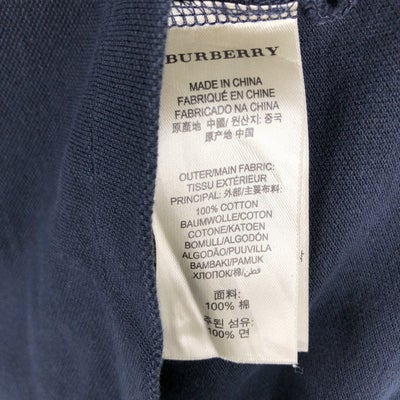 BURBERRY
MADE IN CHINA
FABRIQUÉ EN CHINE
FABRICADO NA CHINA
原產地 中國/ 원산지: 중국
原产地 中国
OUTER/MAIN FABRIC:
TISSU EXTÉRIEUR
PRINCIPAL: 外部/主要布料:
100% COTTON
BAUMWOLLE/COTON
COTONE/KATOEN
BOMULL/ALGODÓN
ALGODÃO/PUUVILLA
BAMBAKI/PAMUK
ХЛОПОК/棉/قطن
面料:
100% 棉
주된 섬유:
100% 면